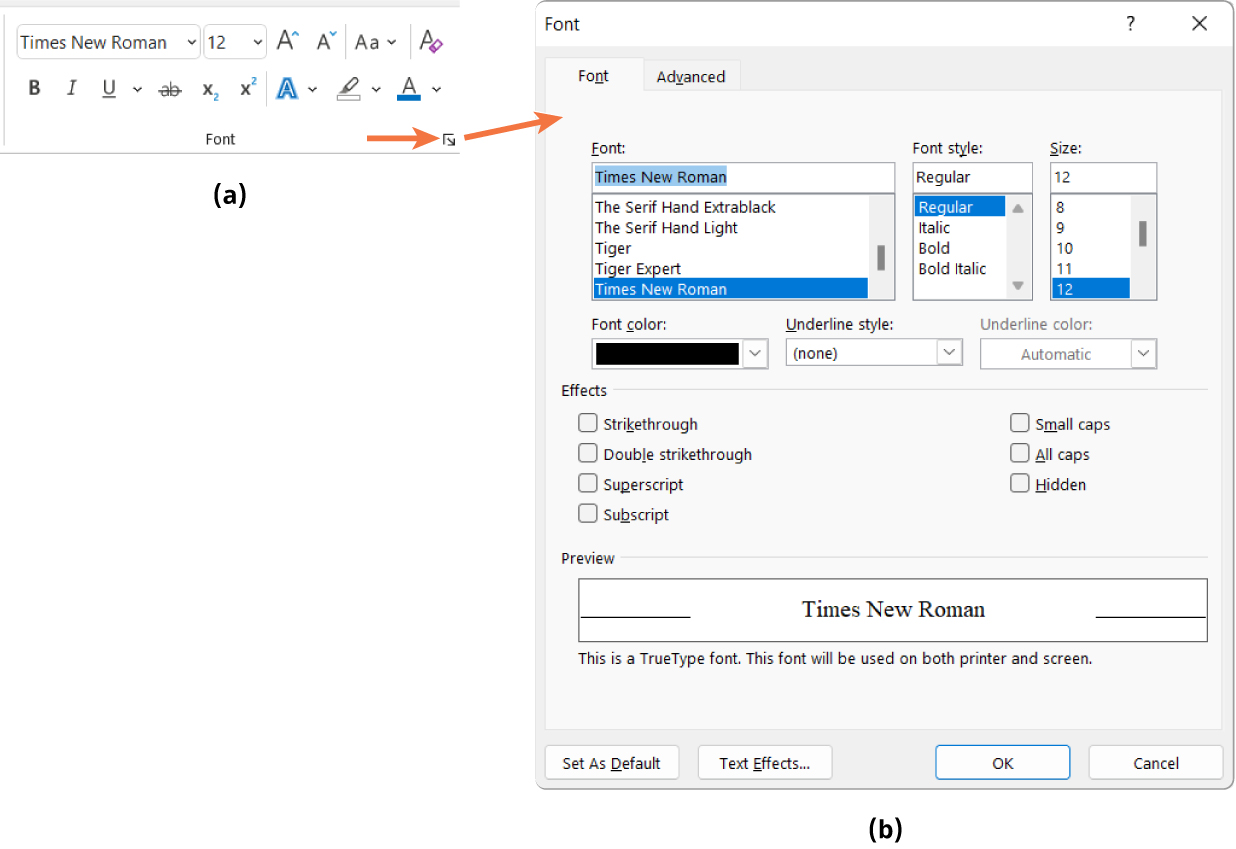 Times New Roman 12 A A Aa A
B I U ab x2 x2 A A
Font
(a)
Font ?
Font Advanced
Font: Font style: Size:
Times New Roman Regular 12
The Serif Hand Extrablack Regular 8
The Serif Hand Light Italic 9
Tiger Bold 10
Tiger Expert Bold Italic 11
Times New Roman 12
Font color: Underline style: Underline color:
(none) Automatic
Effects
Strikethrough Small caps
Double strikethrough All caps
Superscript Hidden
Subscript
Preview
Times New Roman
This is a TrueType font. This font will be used on both printer and screen.
Set As Default Text Effects... OK Cancel
(b)